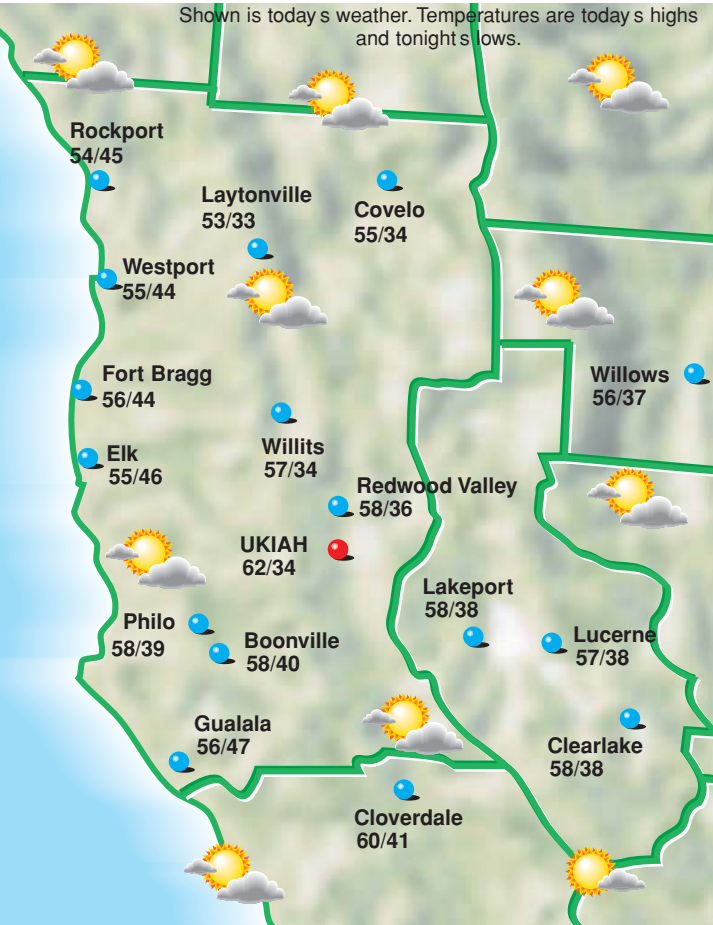 Shown is today s weather. Temperatures are today s highs
and tonight s lows.
Rockport
54/45
Laytonville
53/33
Covelo
55/34
Westport
55/44
Fort Bragg
56/44
Willows
56/37
Elk
55/46
Willits
57/34
Redwood Valley
58/36
UKIAH
62/34
Lakeport
58/38
Philo
58/39
Boonville
58/40
Lucerne
57/38
Gualala
56/47
Clearlake
58/38
Cloverdale
60/41